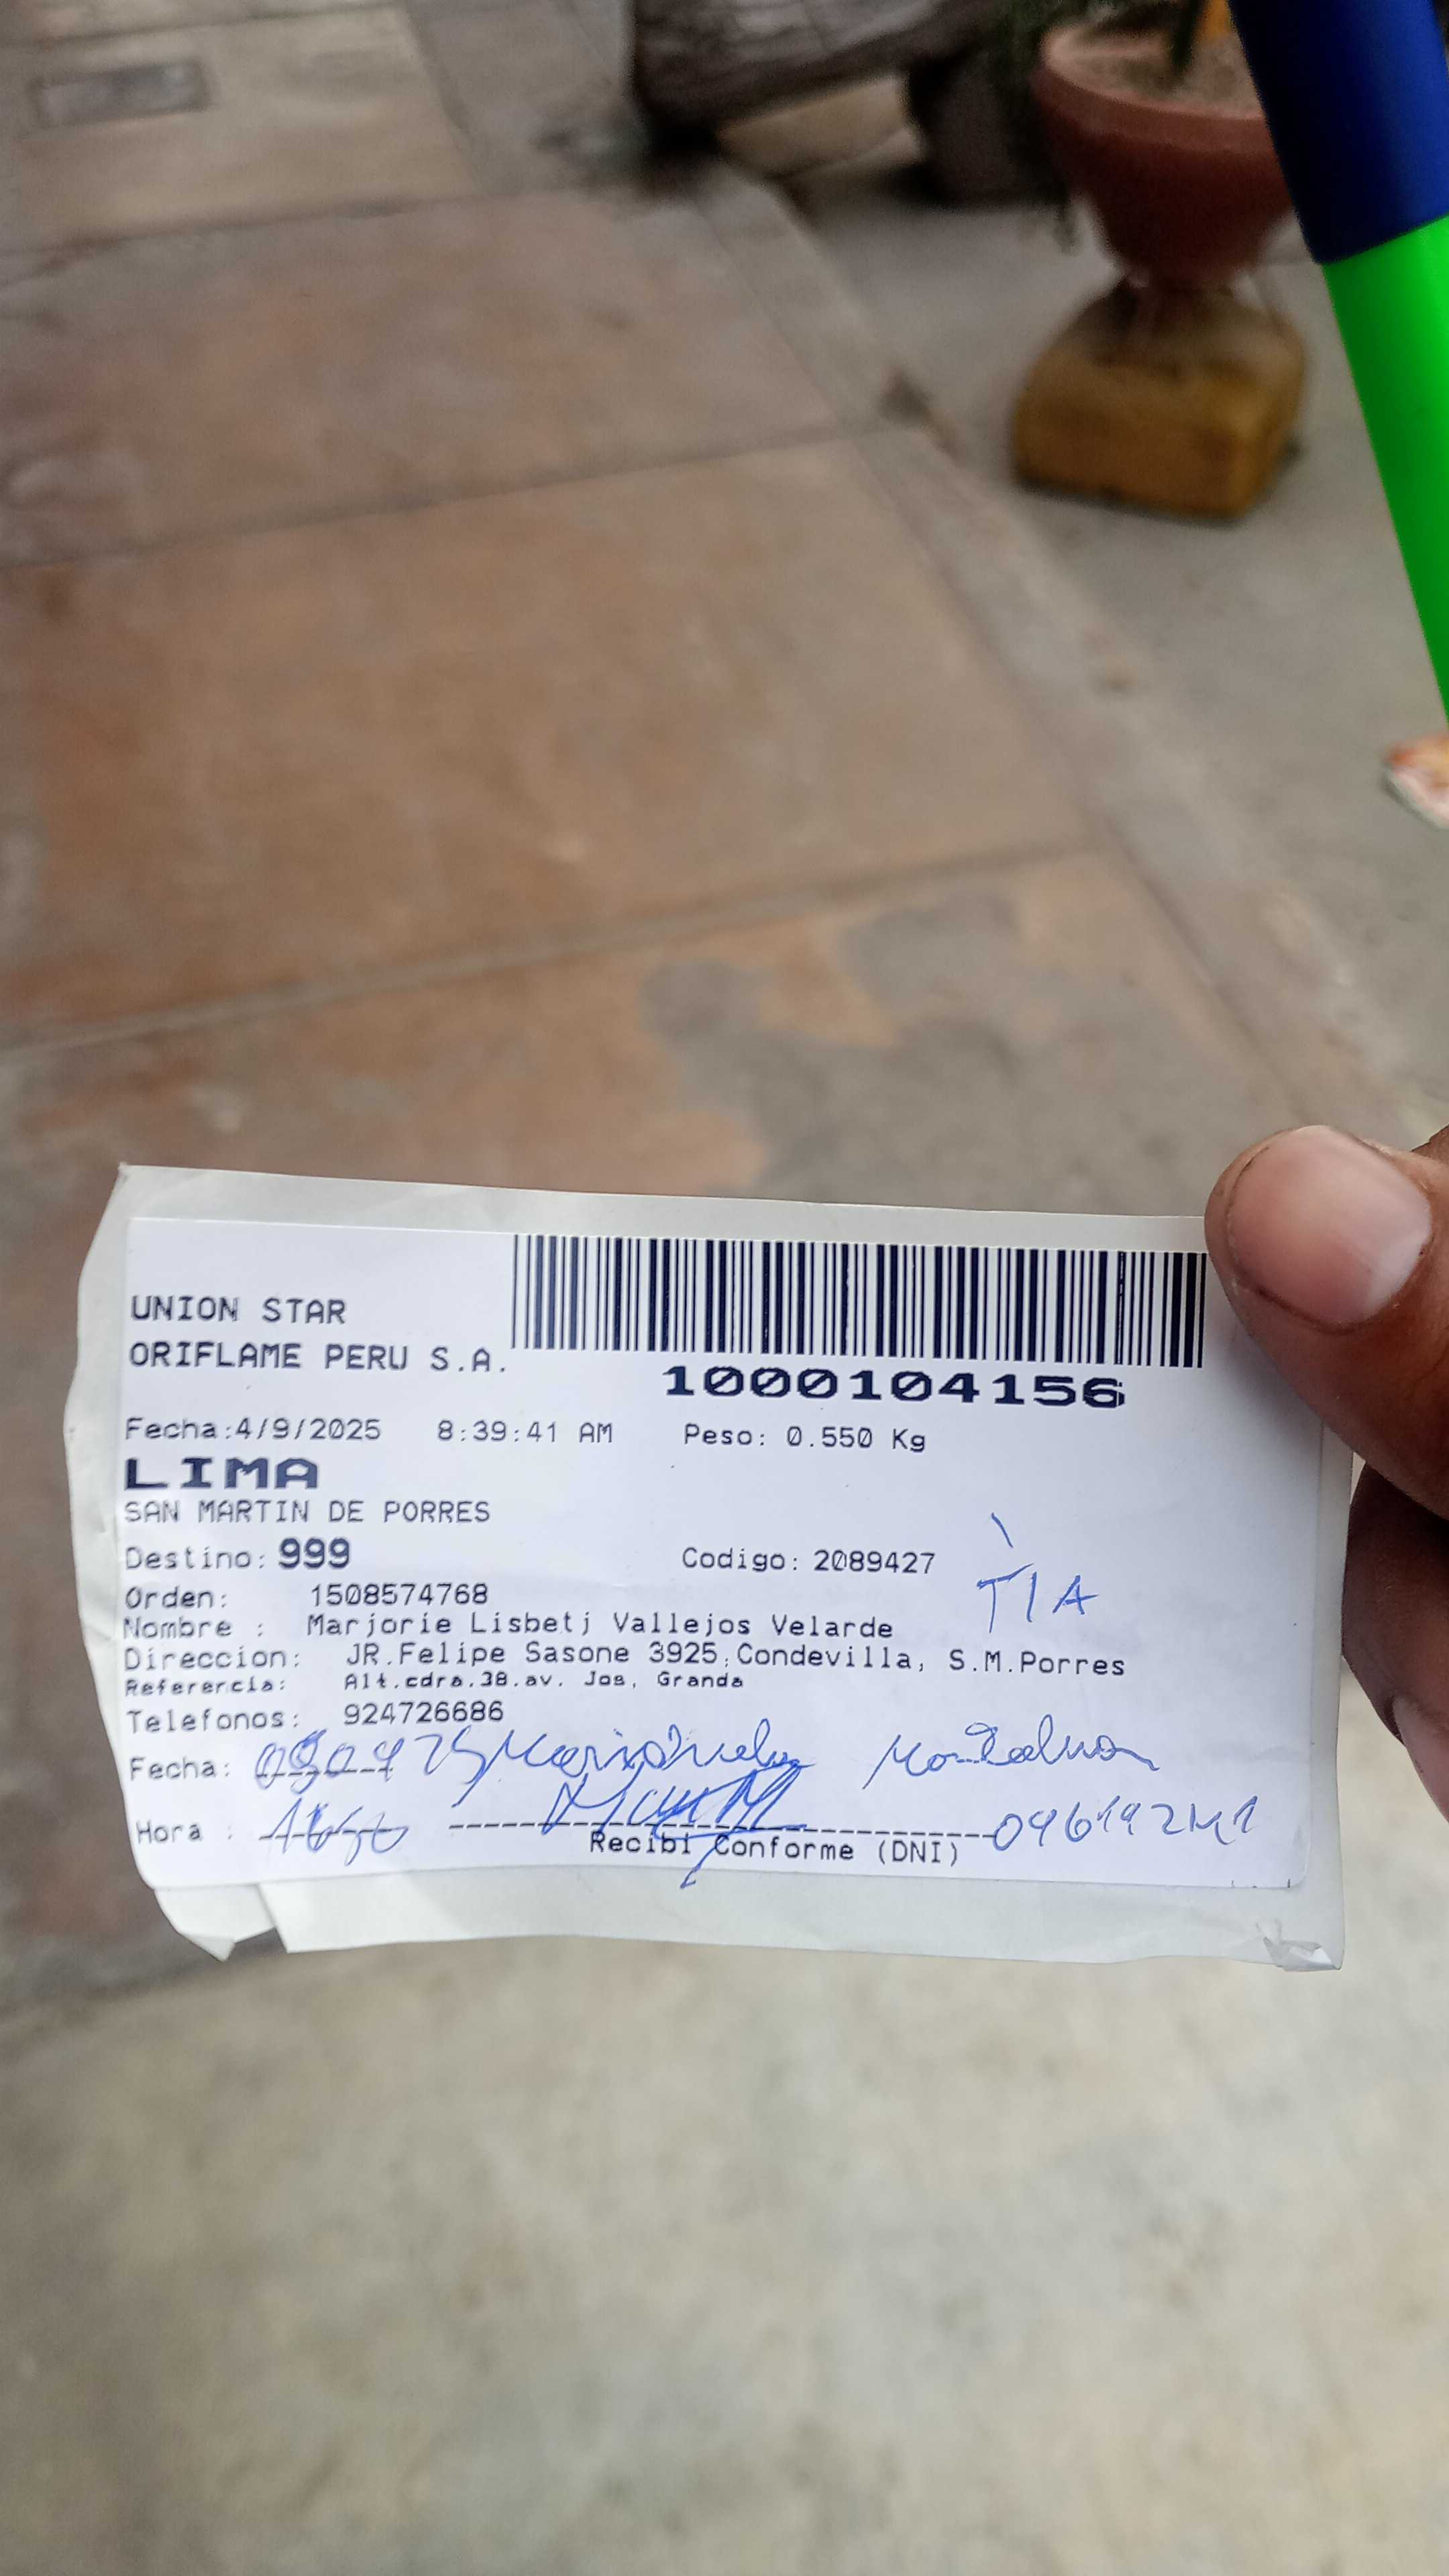 UNION STAR
ORIFLAME PERU S.A.
1000104156
Fecha:4/9/2025 8:39:41 AM Peso: 0.550 Kg
LIMA
SAN MARTIN DE PORRES
Destino: 999 Codigo: 2089427
TIA
Orden: 1508574768
Nombre : Marjorie Lisbetj Vallejos Velarde
Direccion: JR.Felipe Sasone 3925,Condevilla, S.M.Porres
Referencia: Alt.cdra.38.av. Jos, Granda
Telefonos: 924726686
Fecha:
Hora :
Recibi Conforme (DNI)